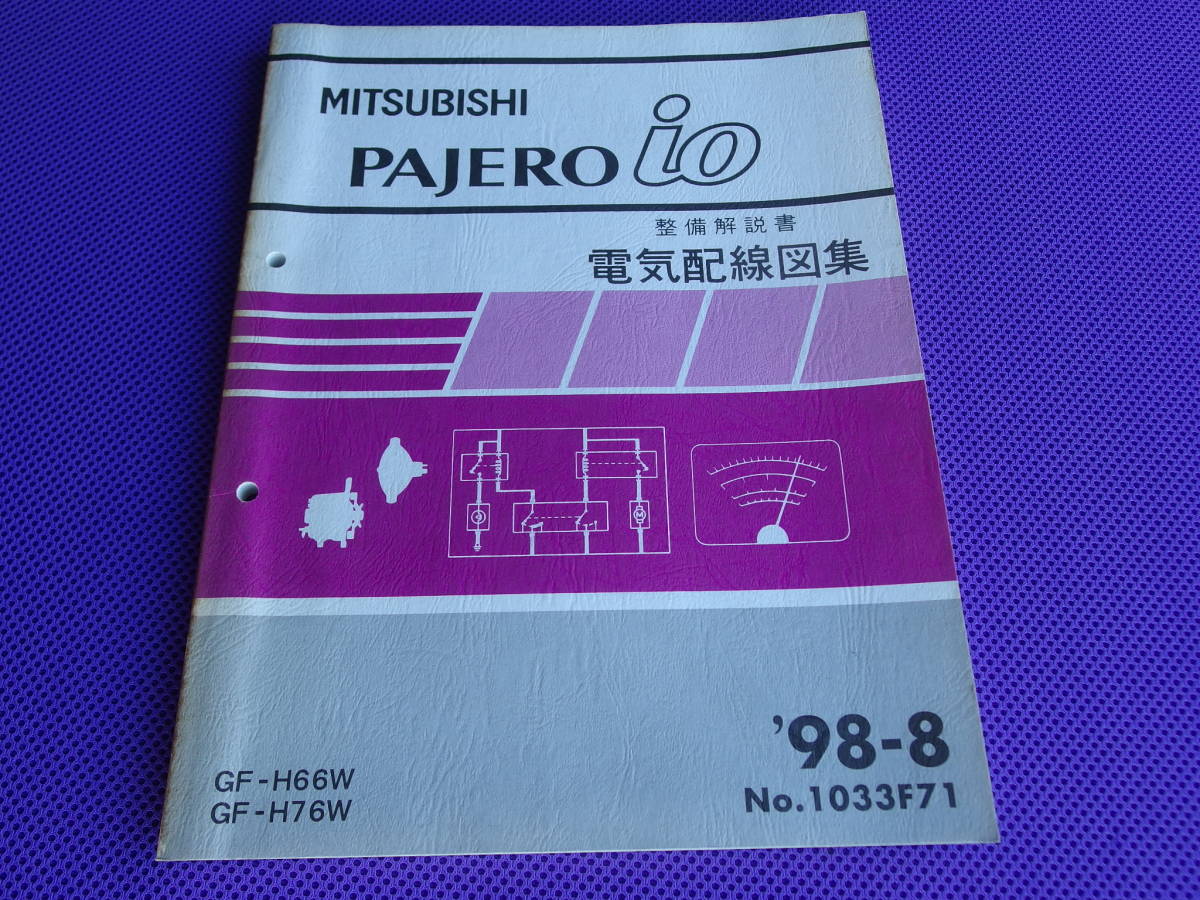 MITSUBISHI
PAJERO io
整備解説書
電気配線図集
M
'98-8
GF-H66W
GF-H76W
No.1033F71